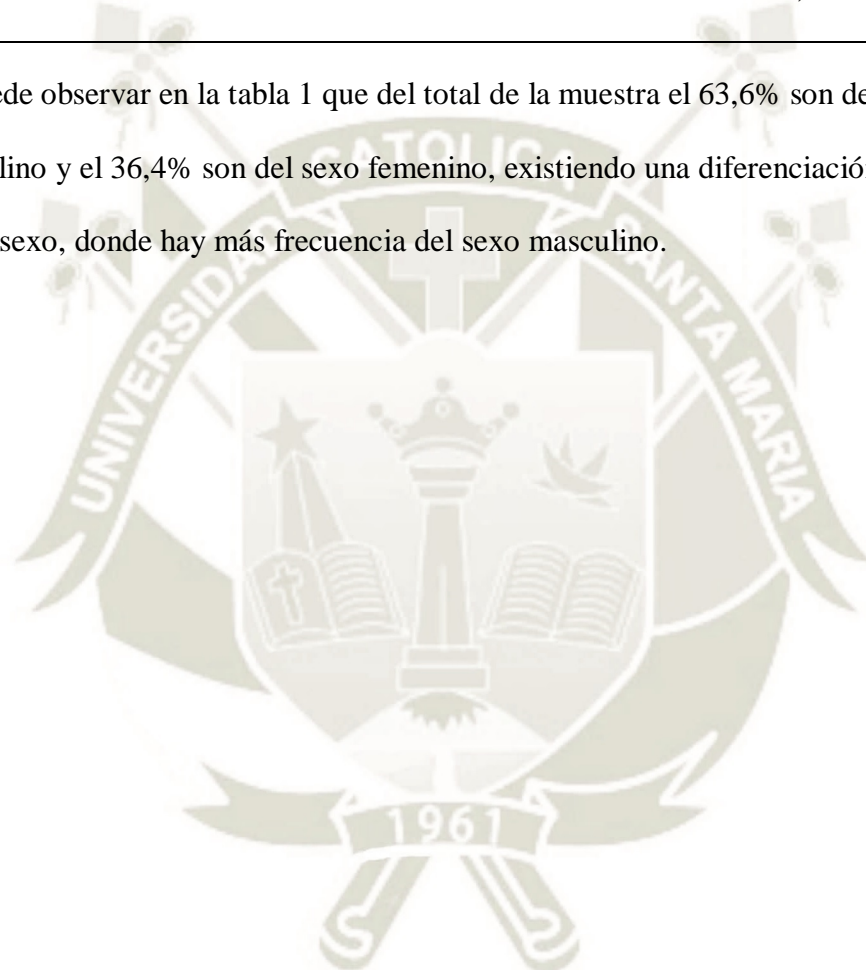 ede observar en la tabla 1 que del total de la muestra el 63,6% son de
lino y el 36,4% son del sexo femenino, existiendo una diferenciació
sexo, donde hay más frecuencia del sexo masculino.
UNIVERSIDAD CATOLICA SANTA MARIA
1961